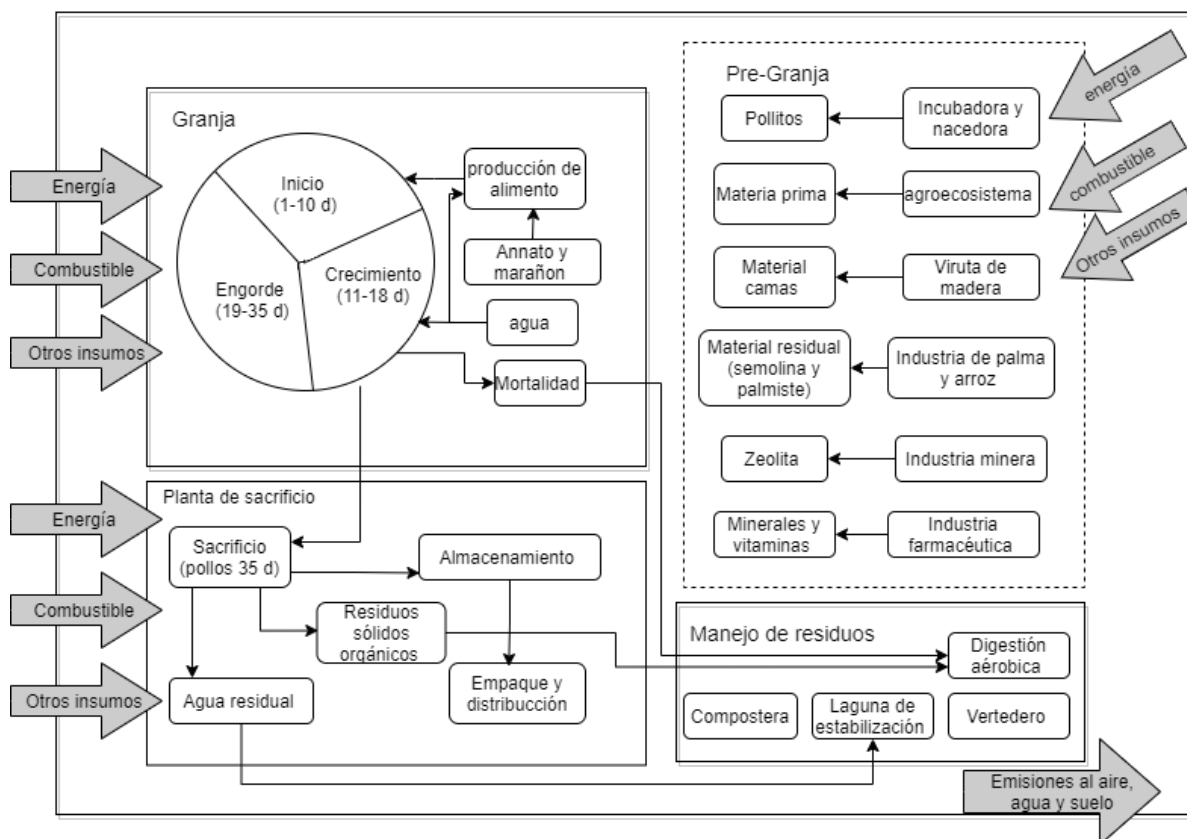 Granja
Inicio
(1-10 d)
Crecimiento
(11-18 d)
Engorde
(19-35 d)
producción de
alimento
Annato y
marañon
agua
Mortalidad
Energía
Combustible
Otros insumos
Pre-Granja
Pollitos
Incubadora y
nacedora
Materia prima
agroecosistema
Material
camas
Viruta de
madera
Material residual
(semolina y
palmiste)
Industria de palma
y arroz
Zeolita
Industria minera
Minerales y
vitaminas
Industria
farmacéutica
energía
combustible
Otros insumos
Planta de sacrificio
Sacrificio
(pollos 35 d)
Almacenamiento
Residuos
sólidos
orgánicos
Agua residual
Empaque y
distribucción
Energía
Combustible
Otros insumos
Manejo de residuos
Digestión
aérobica
Compostera
Laguna de
estabilización
Vertedero
Emisiones al aire,
agua y suelo